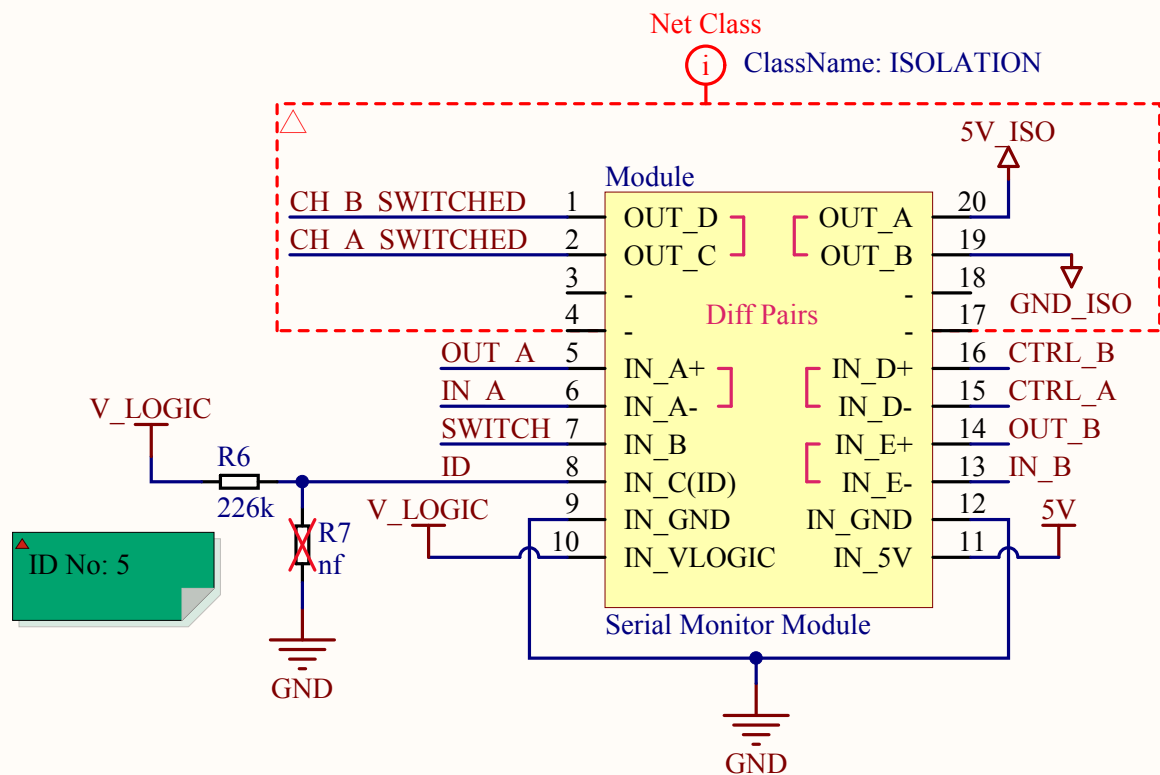 Net Class
i ClassName: ISOLATION
5V_ISO
Module
CH_B_SWITCHED 1 OUT_D OUT_A 20
CH_A_SWITCHED 2 OUT_C OUT_B 19
3 - - 18
GND_ISO
Diff Pairs
4 - - 17
OUT_A 5 IN_A+ IN_D+ 16 CTRL_B
IN_A 6 IN_A- IN_D- 15 CTRL_A
V_LOGIC
SWITCH 7 IN_B IN_E+ 14 OUT_B
R6
226k
ID 8 IN_C(ID) IN_E- 13 IN_B
V_LOGIC 9 IN_GND IN_GND 12 5V
R7
nf
10 IN_VLOGIC IN_5V 11
ID No: 5
Serial Monitor Module
GND
GND